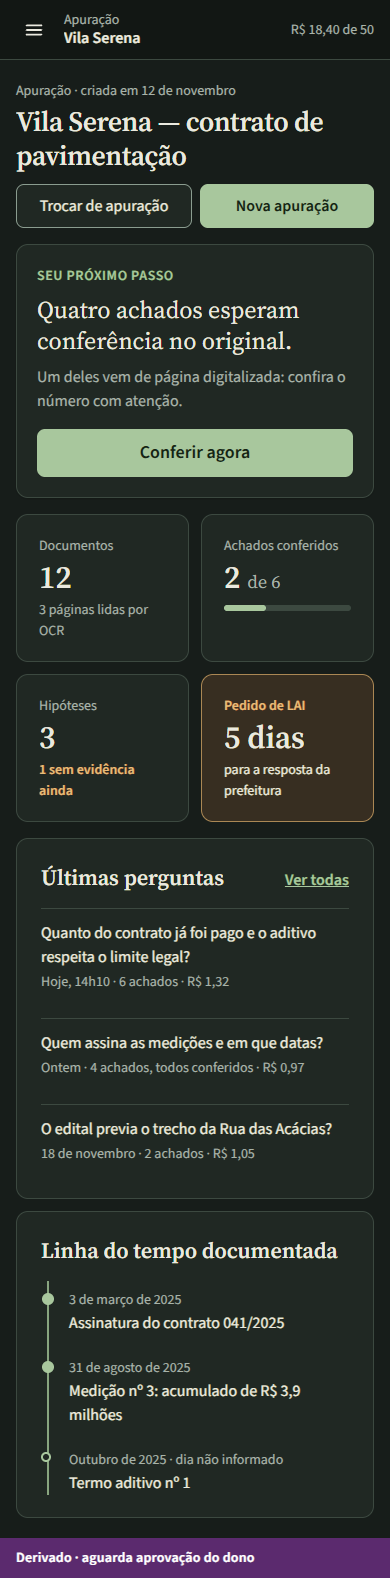 Apuração
Vila Serena
R$ 18,40 de 50
Apuração · criada em 12 de novembro
Vila Serena — contrato de
pavimentação
Trocar de apuração
Nova apuração
SEU PRÓXIMO PASSO
Quatro achados esperam
conferência no original.
Um deles vem de página digitalizada: confira o
número com atenção.
Conferir agora
Documentos
12
3 páginas lidas por
OCR
Achados conferidos
2 de 6
Hipóteses
3
1 sem evidência
ainda
Pedido de LAI
5 dias
para a resposta da
prefeitura
Últimas perguntas
Ver todas
Quanto do contrato já foi pago e o aditivo
respeita o limite legal?
Hoje, 14h10 · 6 achados · R$ 1,32
Quem assina as medições e em que datas?
Ontem · 4 achados, todos conferidos · R$ 0,97
O edital previa o trecho da Rua das Acácias?
18 de novembro · 2 achados · R$ 1,05
Linha do tempo documentada
3 de março de 2025
Assinatura do contrato 041/2025
31 de agosto de 2025
Medição nº 3: acumulado de R$ 3,9
milhões
Outubro de 2025 · dia não informado
Termo aditivo nº 1
Derivado · aguarda aprovação do dono